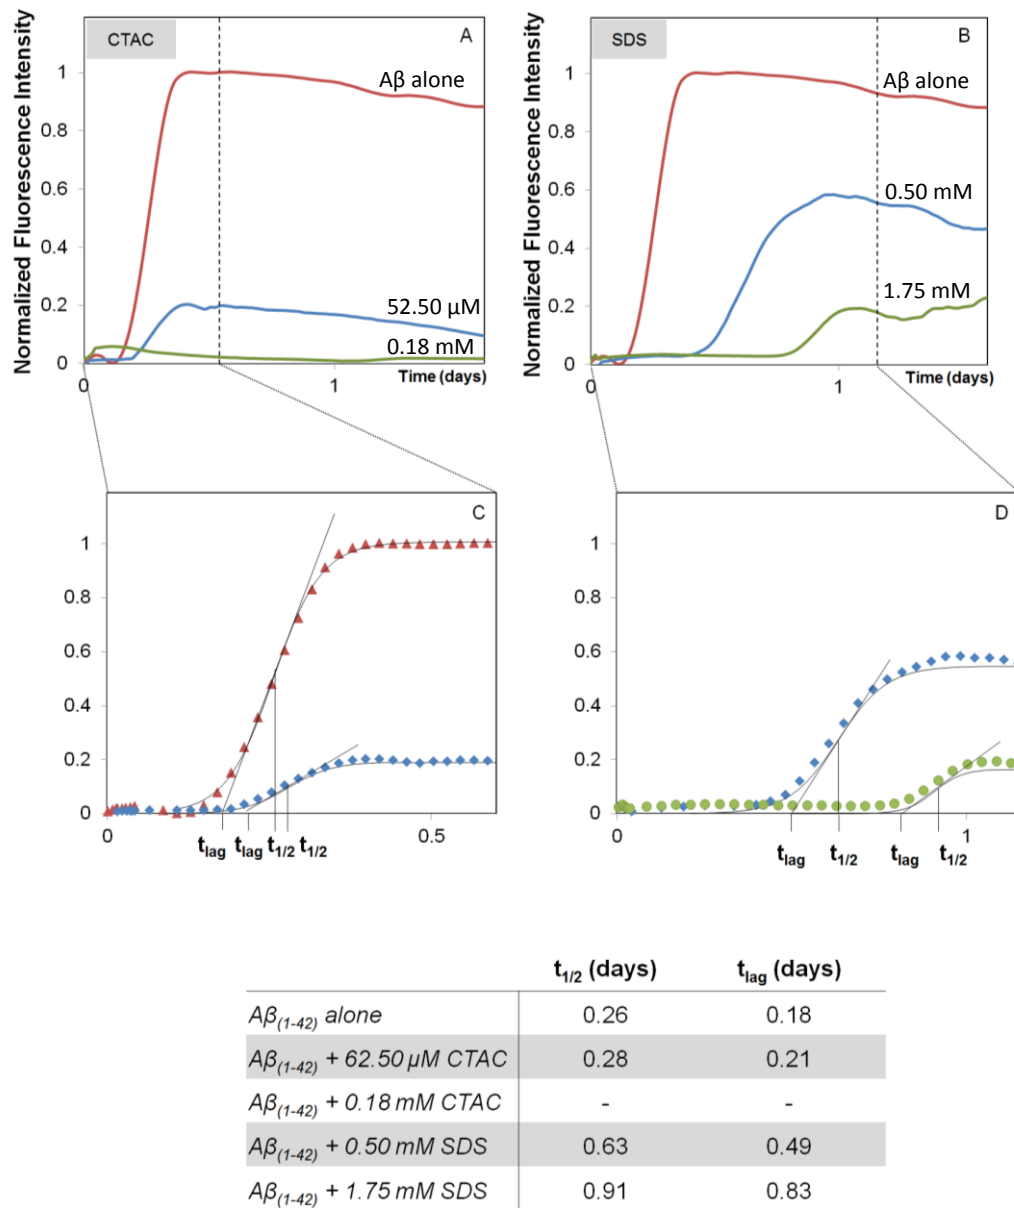 Normalized Fluorescence Intensity
CTAC
A
Aβ alone
52.50 µM
0.18 mM
Time (days)
1
0.8
0.6
0.4
0.2
0
0
1
Normalized Fluorescence Intensity
SDS
B
Aβ alone
0.50 mM
1.75 mM
Time (days)
1
0.8
0.6
0.4
0.2
0
0
1
C
1
0.8
0.6
0.4
0.2
0
0
0.5
tlag tlag t1/2 t1/2
D
1
0.8
0.6
0.4
0.2
0
0
1
tlag t1/2 tlag t1/2
t1/2 (days) tlag (days)
Aβ(1-42) alone 0.26 0.18
Aβ(1-42) + 62.50 µM CTAC 0.28 0.21
Aβ(1-42) + 0.18 mM CTAC - -
Aβ(1-42) + 0.50 mM SDS 0.63 0.49
Aβ(1-42) + 1.75 mM SDS 0.91 0.83